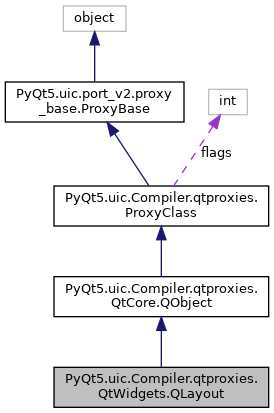 object
PyQt5.uic.port_v2.proxy
_base.ProxyBase
int
flags
PyQt5.uic.Compiler.qtproxies.
ProxyClass
PyQt5.uic.Compiler.qtproxies.
QtCore.QObject
PyQt5.uic.Compiler.qtproxies.
QtWidgets.QLayout